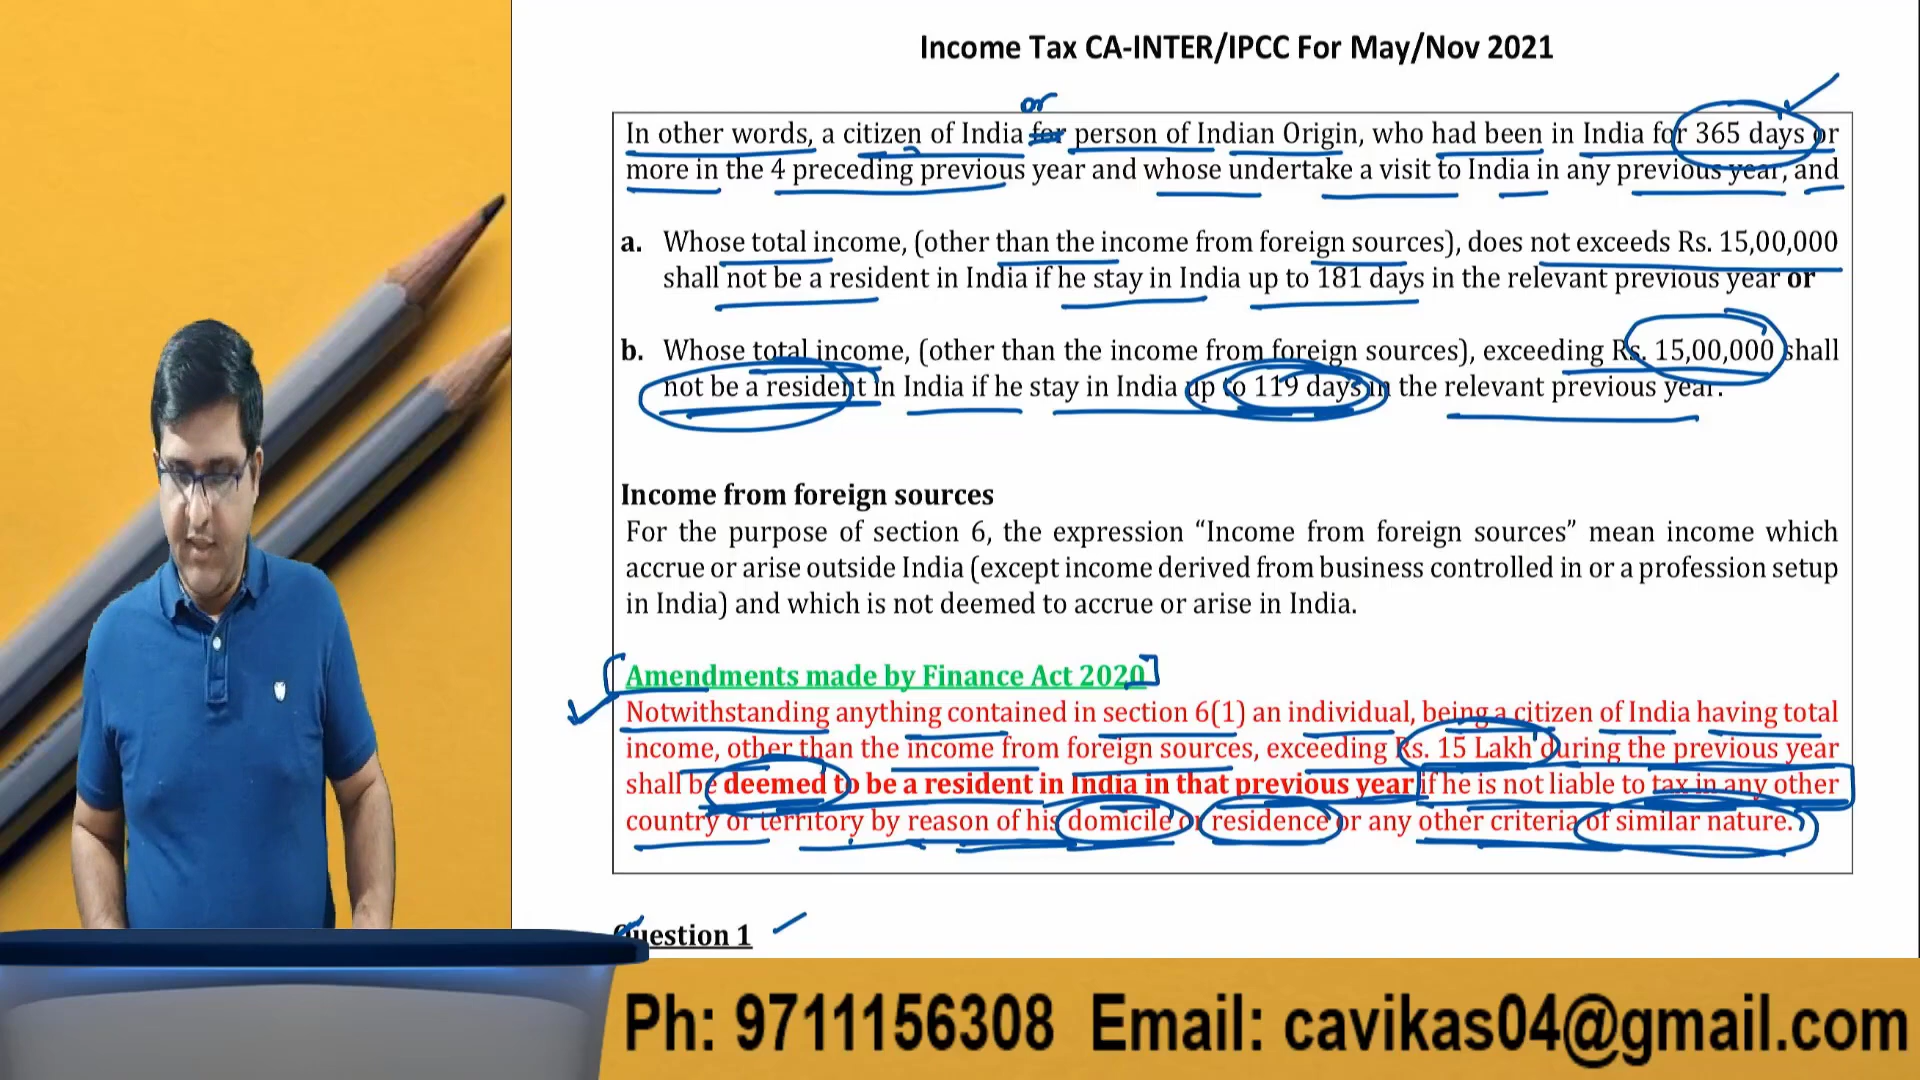 Income Tax CA-INTER/IPCC For May/Nov 2021
or
In other words, a citizen of India for person of Indian Origin, who had been in India for 365 days or
more in the 4 preceding previous year and whose undertake a visit to India in any previous year, and
a. Whose total income, (other than the income from foreign sources), does not exceeds Rs. 15,00,000
shall not be a resident in India if he stay in India up to 181 days in the relevant previous year or
b. Whose total income, (other than the income from foreign sources), exceeding Rs. 15,00,000 shall
not be a resident in India if he stay in India up to 119 days in the relevant previous year.
Income from foreign sources
For the purpose of section 6, the expression “Income from foreign sources” mean income which
accrue or arise outside India (except income derived from business controlled in or a profession setup
in India) and which is not deemed to accrue or arise in India.
Amendments made by Finance Act 2020
Notwithstanding anything contained in section 6(1) an individual, being a citizen of India having total
income, other than the income from foreign sources, exceeding Rs. 15 Lakh during the previous year
shall be deemed to be a resident in India in that previous year if he is not liable to tax in any other
country or territory by reason of his domicile or residence or any other criteria of similar nature.
Question 1
Ph: 9711156308 Email: cavikas04@gmail.com